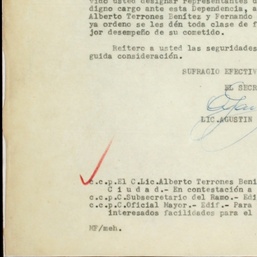 vino usted designar representantes d
digno cargo ante esta Dependencia, a
Alberto Terrones Benítez y Fernando
ya ordeno se les dén toda clase de f
jor desempeño de su cometido.
Reitero a usted las seguridades
guida consideración.
SUFRAGIO EFECTIV
EL SECR
LIC.AGUSTIN
c.c.p.El C.Lic.Alberto Terrones Beni
C i u d a d.- En contestación a
c.c.p.C.Subsecretario del Ramo.- Edi
c.c.p.C.Oficial Mayor.- Edif.- Para
interesados facilidades para el
MF/meh.